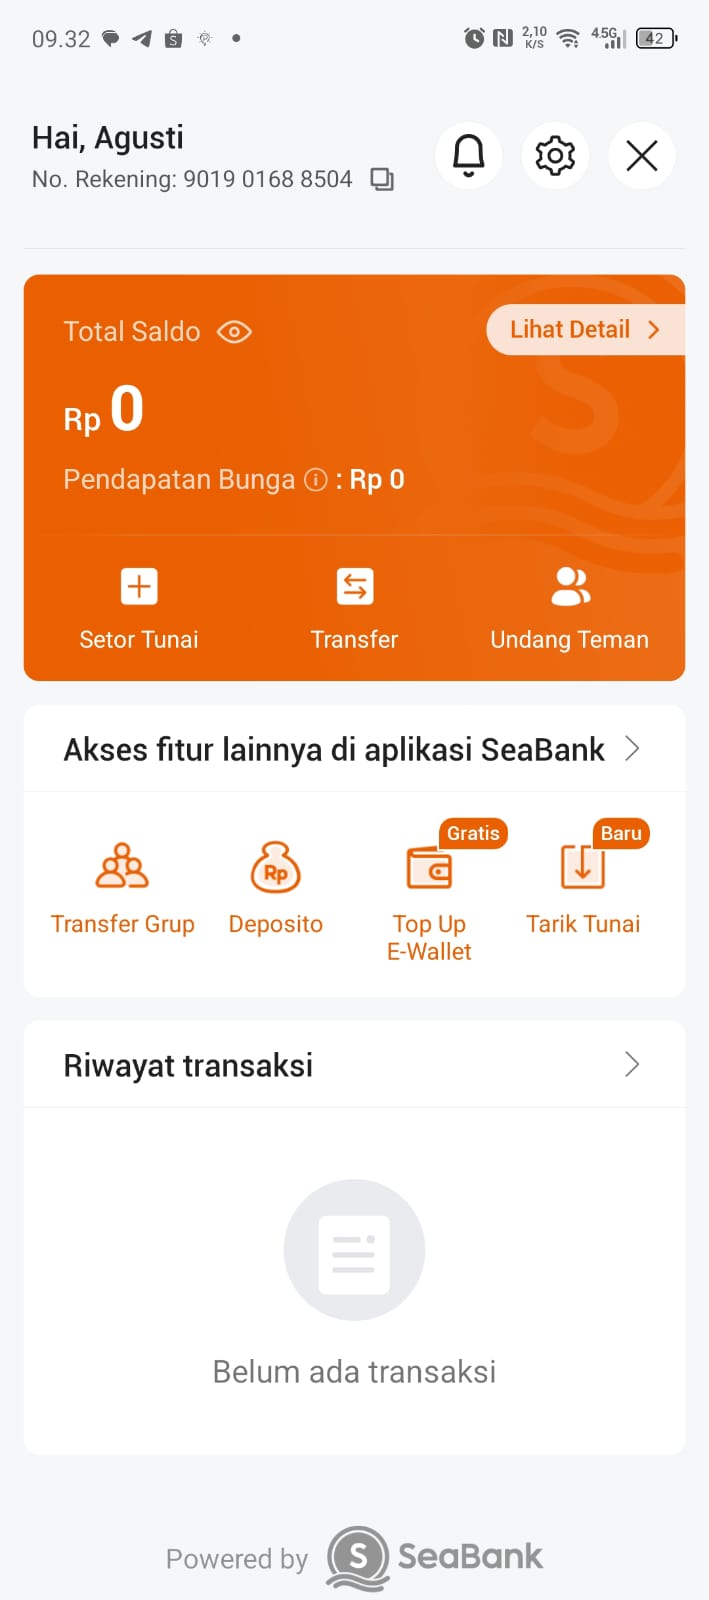 09.32
2,10
K/S
4.5G
42
Hai, Agusti
No. Rekening: 9019 0168 8504
Total Saldo
Lihat Detail
Rp 0
Pendapatan Bunga : Rp 0
Setor Tunai
Transfer
Undang Teman
Akses fitur lainnya di aplikasi SeaBank
Gratis
Baru
Rp
Transfer Grup
Deposito
Top Up
E-Wallet
Tarik Tunai
Riwayat transaksi
Belum ada transaksi
Powered by S SeaBank